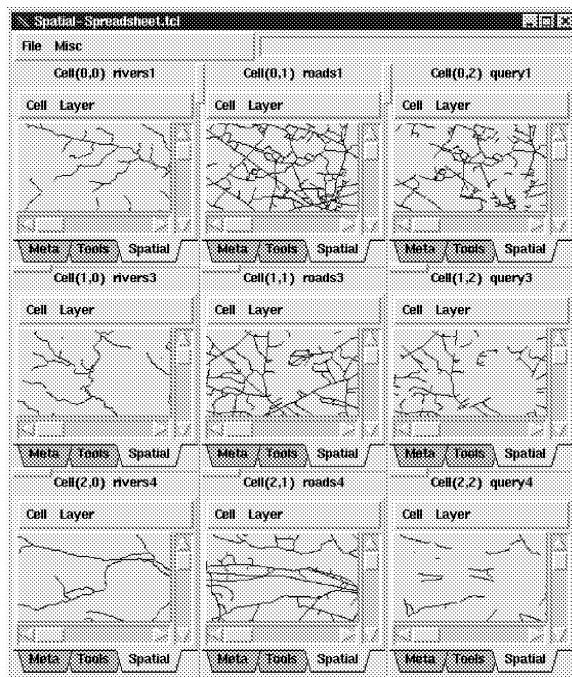 Spatial-Spreadsheet.tcl
File Misc
Cell(0,0) rivers1
Cell(0,1) roads1
Cell(0,2) query1
Cell Layer
Cell Layer
Cell Layer
Meta Tools Spatial
Meta Tools Spatial
Meta Tools Spatial
Cell(1,0) rivers3
Cell(1,1) roads3
Cell(1,2) query3
Cell Layer
Cell Layer
Cell Layer
Meta Tools Spatial
Meta Tools Spatial
Meta Tools Spatial
Cell(2,0) rivers4
Cell(2,1) roads4
Cell(2,2) query4
Cell Layer
Cell Layer
Cell Layer
Meta Tools Spatial
Meta Tools Spatial
Meta Tools Spatial